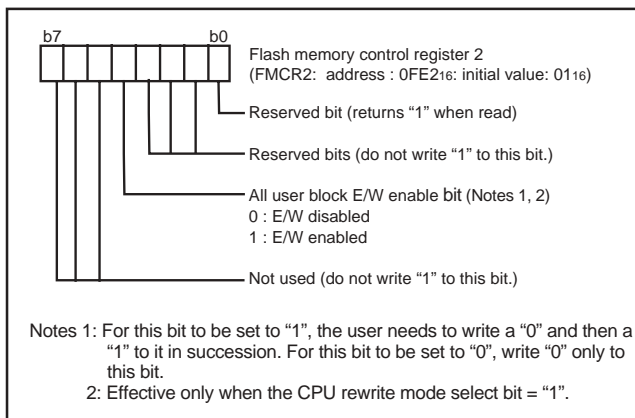 b7 b0
Flash memory control register 2
(FMCR2: address : 0FE216: initial value: 0116)
Reserved bit (returns “1” when read)
Reserved bits (do not write “1” to this bit.)
All user block E/W enable bit (Notes 1, 2)
0 : E/W disabled
1 : E/W enabled
Not used (do not write “1” to this bit.)
Notes 1: For this bit to be set to “1”, the user needs to write a “0” and then a
“1” to it in succession. For this bit to be set to “0”, write “0” only to
this bit.
2: Effective only when the CPU rewrite mode select bit = “1”.